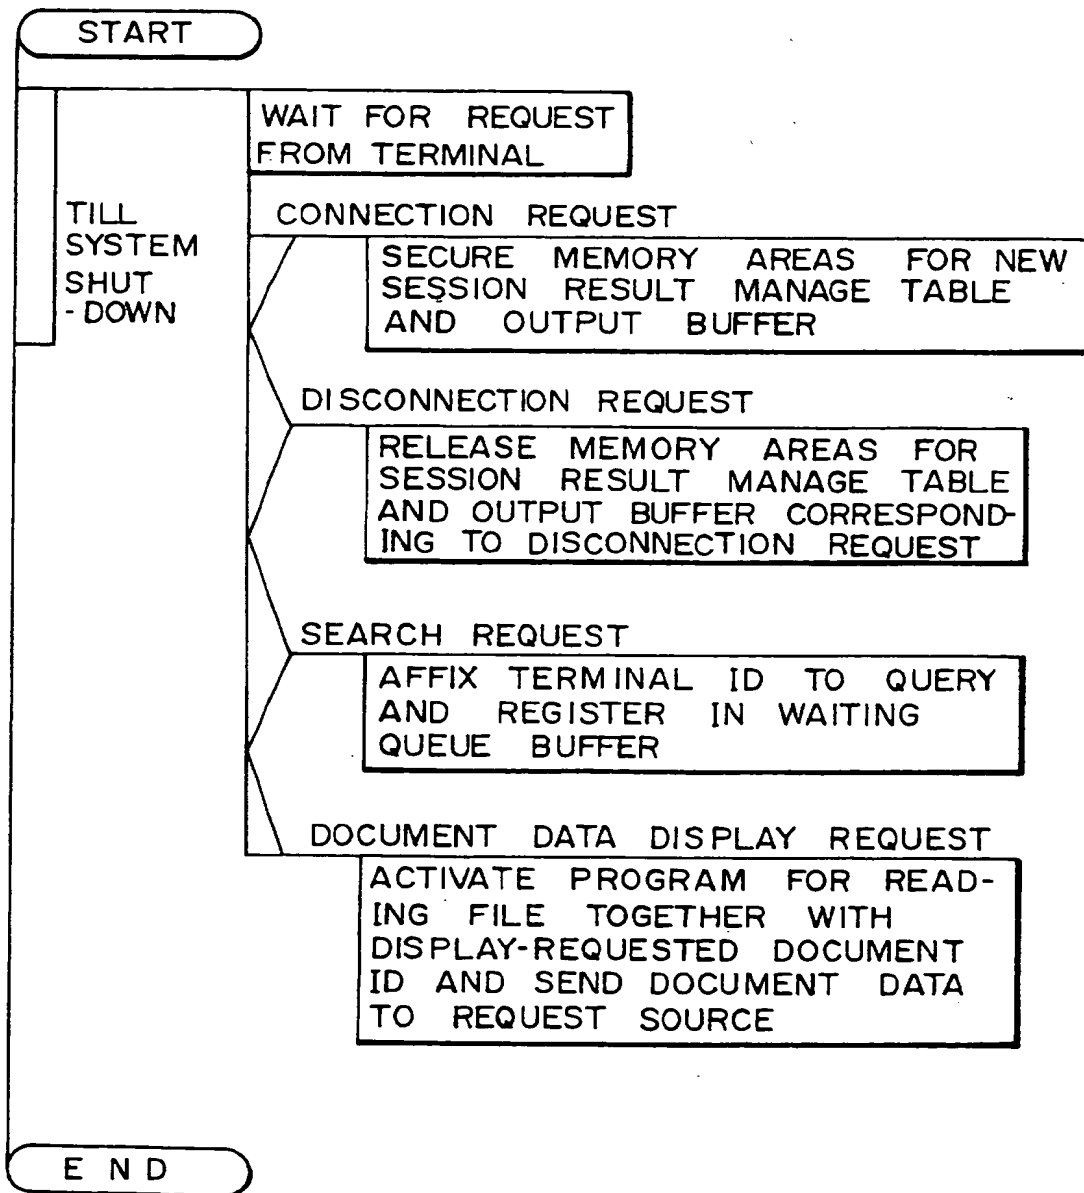 START
WAIT FOR REQUEST
FROM TERMINAL
TILL
SYSTEM
SHUT
- DOWN
CONNECTION REQUEST
SECURE MEMORY AREAS FOR NEW
SESSION RESULT MANAGE TABLE
AND OUTPUT BUFFER
DISCONNECTION REQUEST
RELEASE MEMORY AREAS FOR
SESSION RESULT MANAGE TABLE
AND OUTPUT BUFFER CORRESPOND-
ING TO DISCONNECTION REQUEST
SEARCH REQUEST
AFFIX TERMINAL ID TO QUERY
AND REGISTER IN WAITING
QUEUE BUFFER
DOCUMENT DATA DISPLAY REQUEST
ACTIVATE PROGRAM FOR READ-
ING FILE TOGETHER WITH
DISPLAY-REQUESTED DOCUMENT
ID AND SEND DOCUMENT DATA
TO REQUEST SOURCE
END